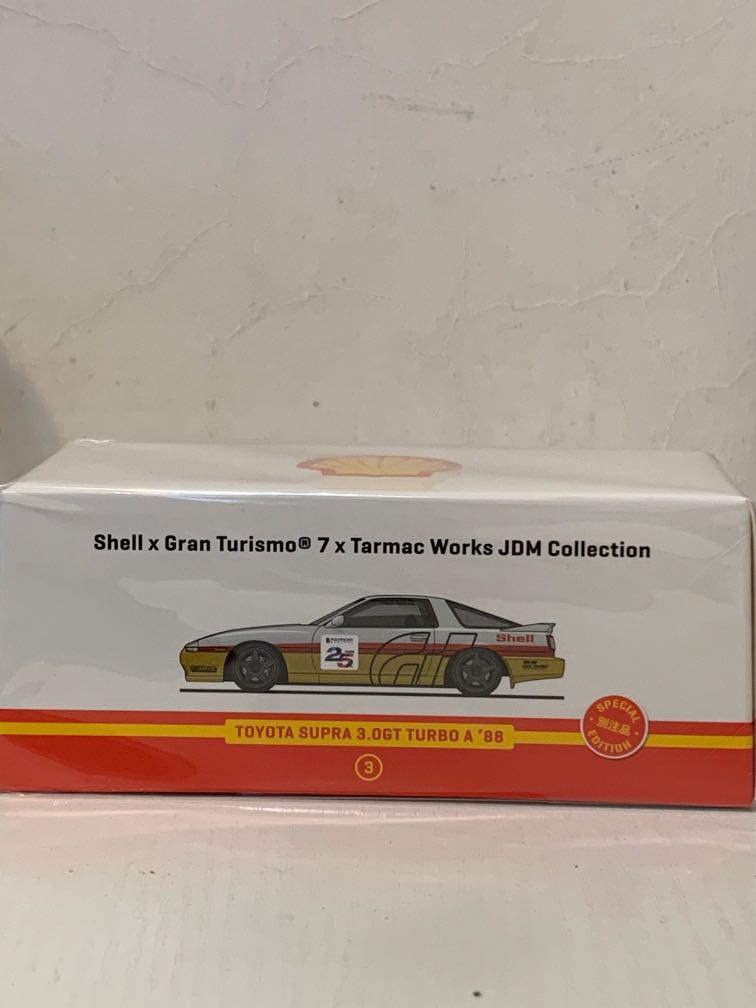 Shell x Gran Turismo® 7 x Tarmac Works JDM Collection
25
Shell
TOYOTA SUPRA 3.0GT TURBO A '88
SPECIAL
別注品
EDITION
3